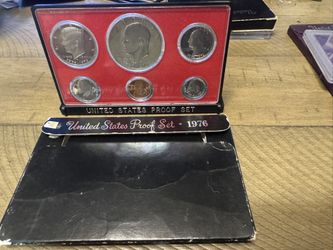 UNITED STATES PROOF SET
United States Proof Set • 1976